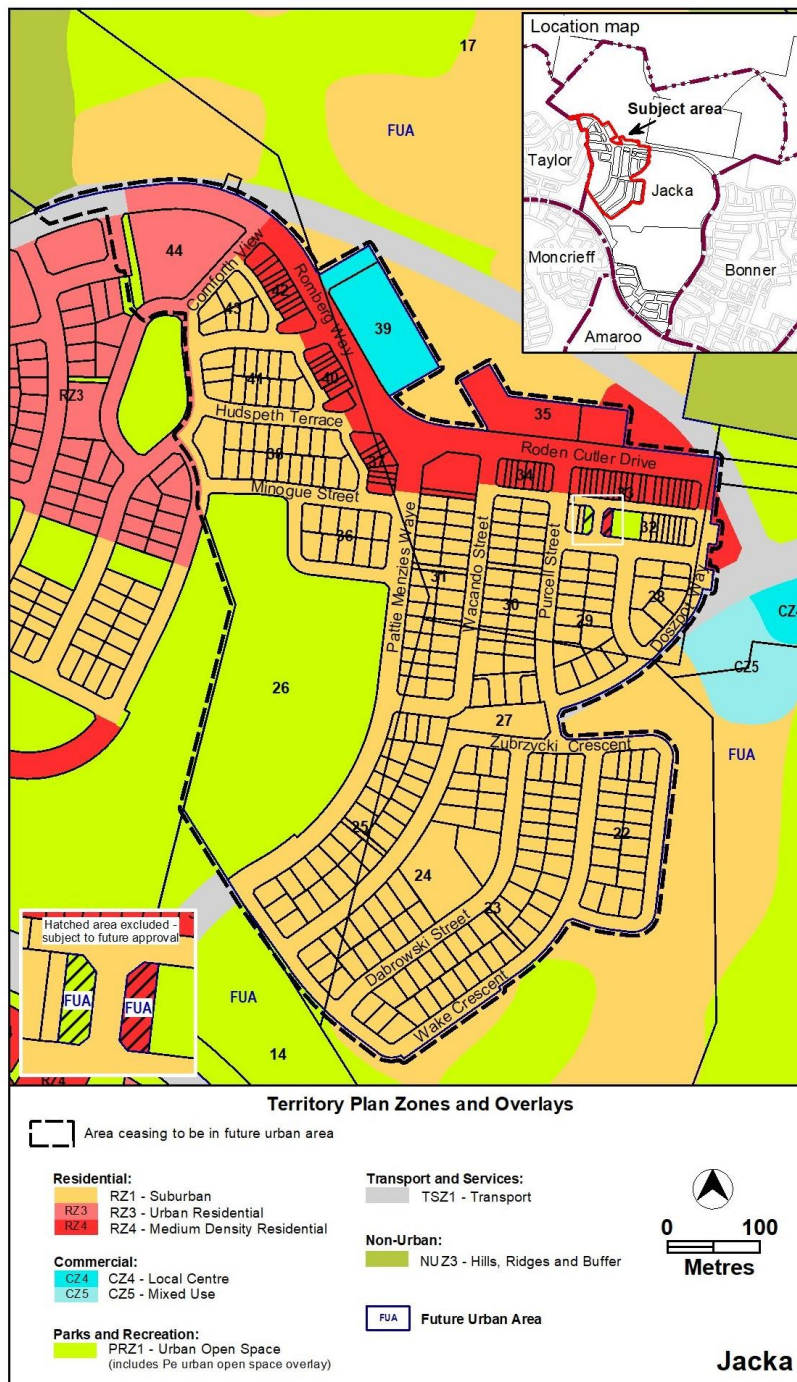 17
FUA
Location map
Subject area
Taylor
Jacka
Moncrieff
Bonner
Amaroo
44
Comforth View
42
Romberg Way
43
39
40
41
RZ3
Hudspeth Terrace
35
38
37
Roden Cutler Drive
34
33
Minogue Street
36
32
Pattie Menzies Waye
31
Wacando Street
30
Purcell Street
29
28
Dioszpor Way
CZ
CZ5
26
27
Zubrzycki Crescent
FUA
25
22
24
23
Dabrowski Street
Wake Crescent
Hatched area excluded -
subject to future approval
FUA
FUA
RZ4
FUA
14
Territory Plan Zones and Overlays
Area ceasing to be in future urban area
Residential:
RZ1 - Suburban
RZ3 RZ3 - Urban Residential
RZ4 RZ4 - Medium Density Residential
Commercial:
CZ4 CZ4 - Local Centre
CZ5 CZ5 - Mixed Use
Parks and Recreation:
PRZ1 - Urban Open Space
(includes Pe urban open space overlay)
Transport and Services:
TSZ1 - Transport
Non-Urban:
NUZ3 - Hills, Ridges and Buffer
FUA Future Urban Area
0 100
Metres
Jacka